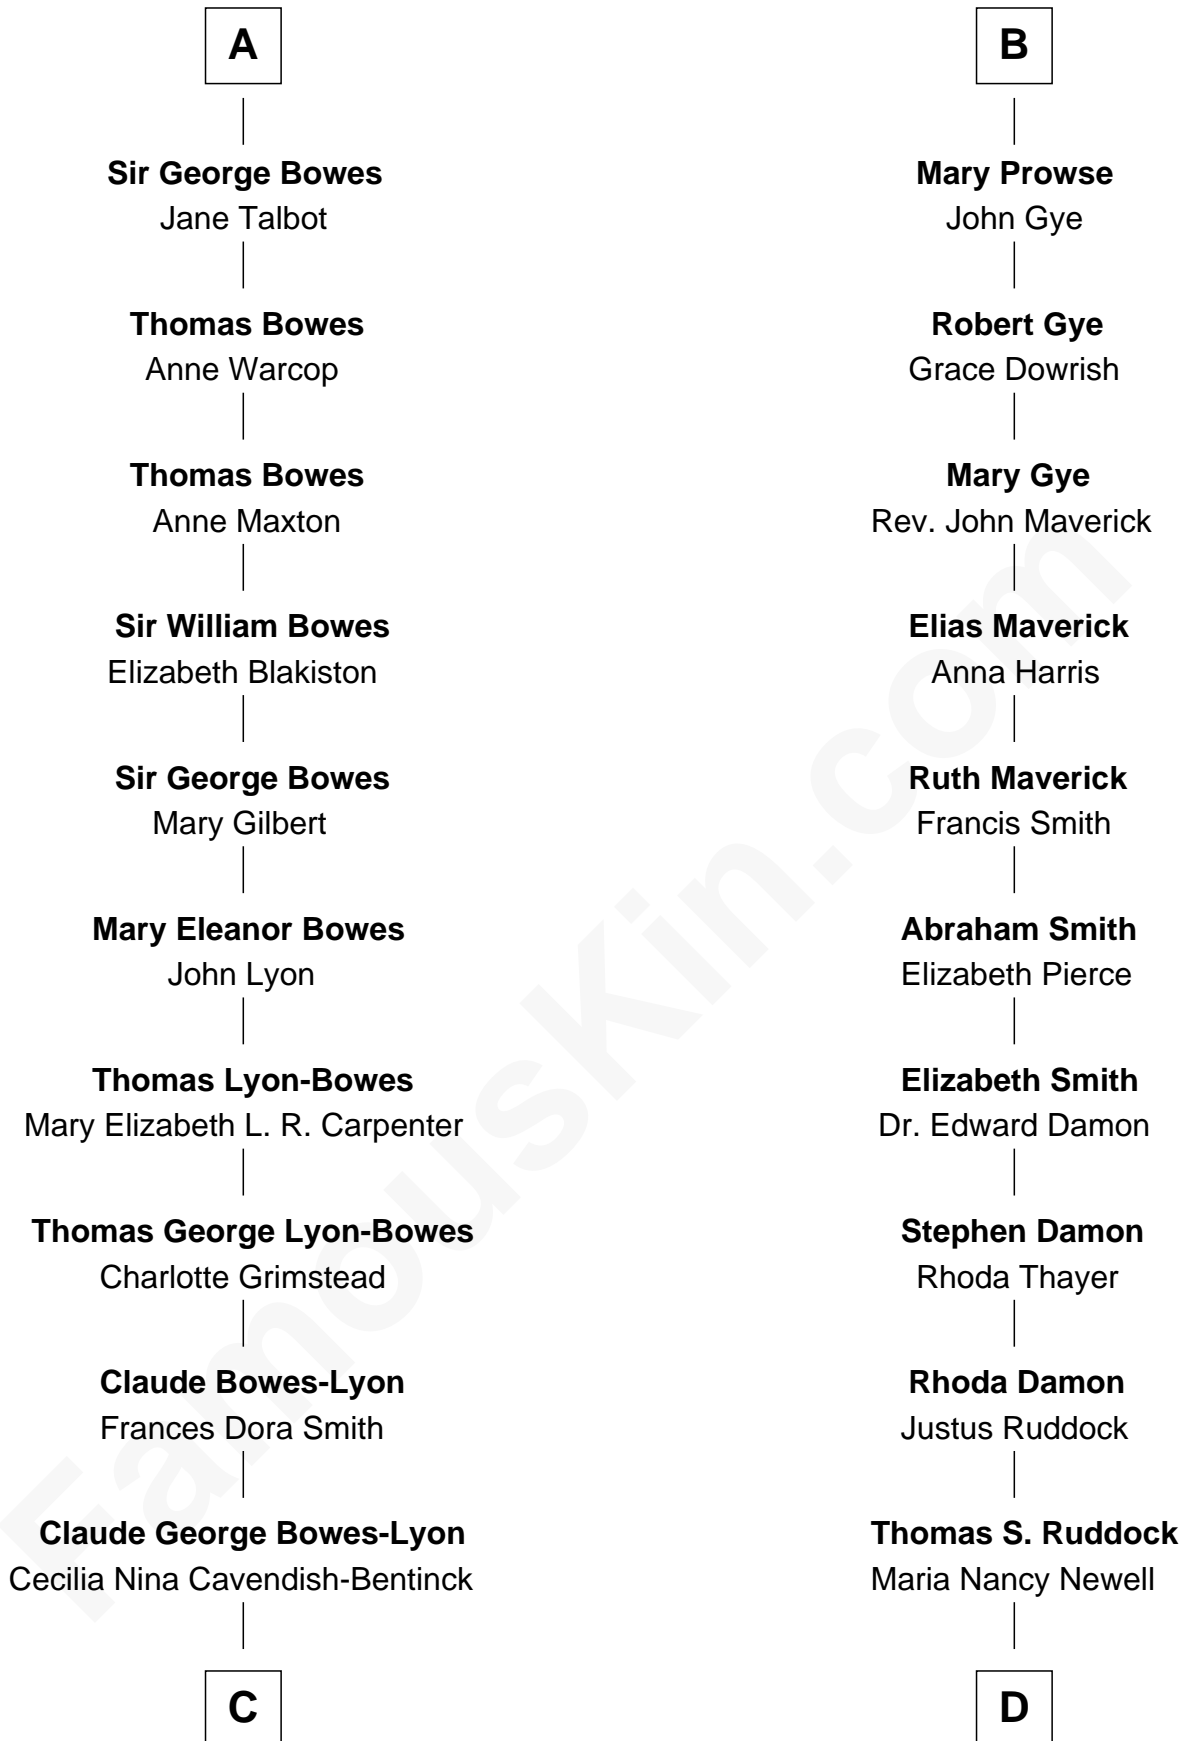 A
Sir George Bowes
Jane Talbot
Thomas Bowes
Anne Warcop
Thomas Bowes
Anne Maxton
Sir William Bowes
Elizabeth Blakiston
Sir George Bowes
Mary Gilbert
Mary Eleanor Bowes
John Lyon
Thomas Lyon-Bowes
Mary Elizabeth L. R. Carpenter
Thomas George Lyon-Bowes
Charlotte Grimstead
Claude Bowes-Lyon
Frances Dora Smith
Claude George Bowes-Lyon
Cecilia Nina Cavendish-Bentinck
C
B
Mary Prowse
John Gye
Robert Gye
Grace Dowrish
Mary Gye
Rev. John Maverick
Elias Maverick
Anna Harris
Ruth Maverick
Francis Smith
Abraham Smith
Elizabeth Pierce
Elizabeth Smith
Dr. Edward Damon
Stephen Damon
Rhoda Thayer
Rhoda Damon
Justus Ruddock
Thomas S. Ruddock
Maria Nancy Newell
D
FamousKin.com